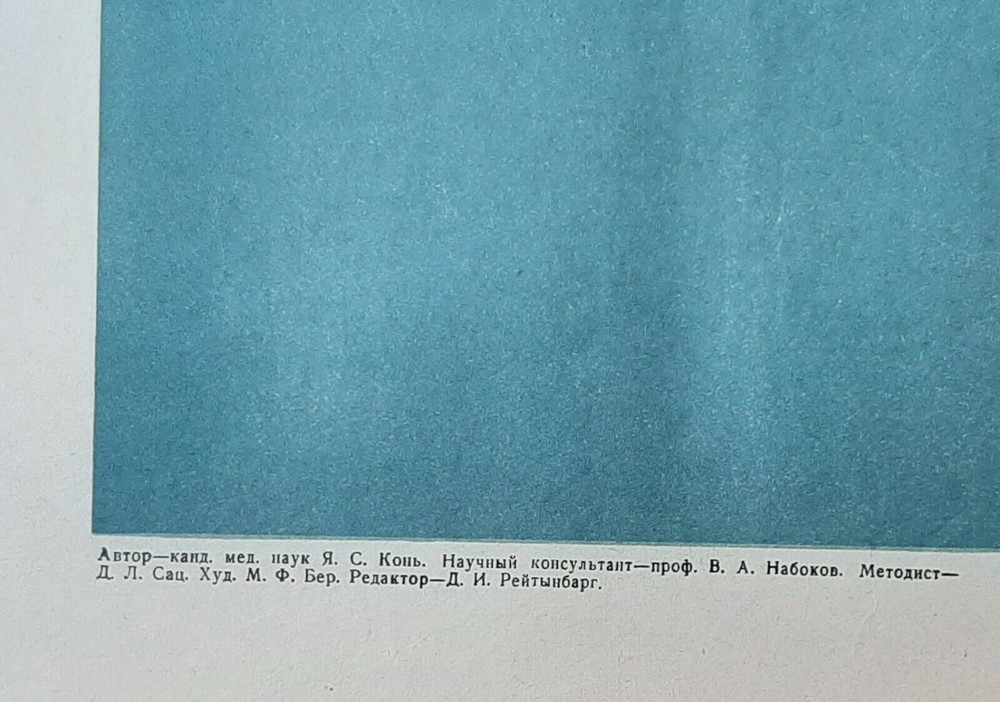 Автор—канд. мед. наук Я. С. Конь. Научный консультант—проф. В. А. Набоков. Методист—
Д. Л. Сац. Худ. М. Ф. Бер. Редактор—Д. И. Рейтынбарг.